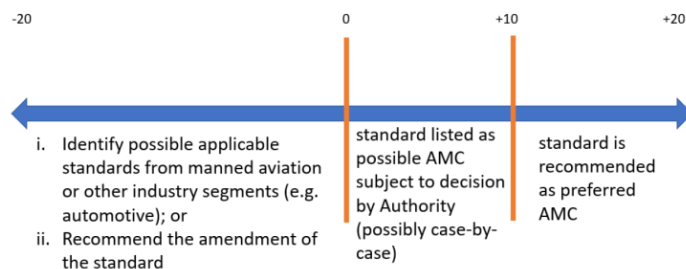 -20 0 +10 +20
i. Identify possible applicable
standards from manned aviation
or other industry segments (e.g.
automotive); or
ii. Recommend the amendment of
the standard
standard listed as
possible AMC
subject to decision
by Authority
(possibly case-by-
case)
standard is
recommended
as preferred
AMC